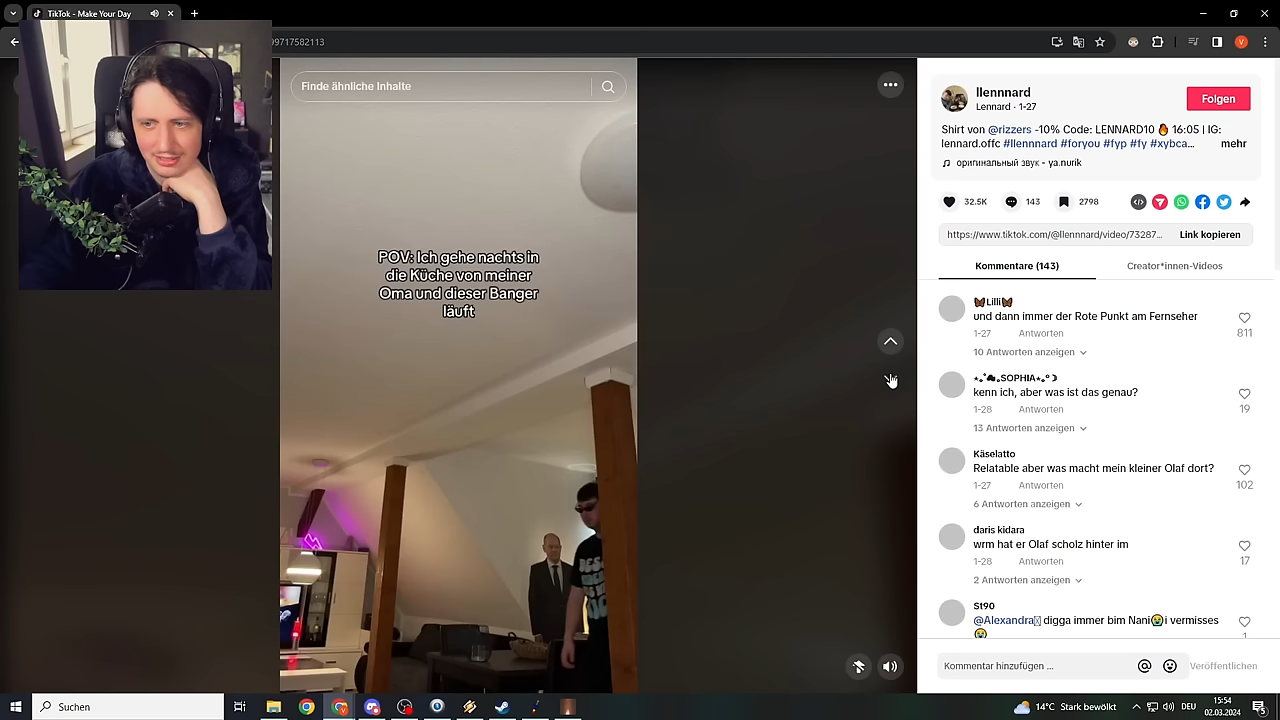 TikTok - Make Your Day
99717582113
Finde ähnliche Inhalte
POV: Ich gehe nachts in
die Küche von meiner
Oma und dieser Banger
läuft
llennnard
Lennard · 1-27
Folgen
Shirt von @rizzers -10% Code: LENNARD10 🔥 16:05 | IG:
lennard.offc #llennnard #foryou #fyp #fy #xybca... mehr
оригинальный звук - ya.nurik
32.5K
143
2798
https://www.tiktok.com/@llennnard/video/73287...
Link kopieren
Kommentare (143)
Creator*innen-Videos
🦋Lilli🦋
und dann immer der Rote Punkt am Fernseher
1-27 Antworten
811
10 Antworten anzeigen
SOPHIA
kenn ich, aber was ist das genau?
1-28 Antworten
19
13 Antworten anzeigen
Käselatto
Relatable aber was macht mein kleiner Olaf dort?
1-27 Antworten
102
6 Antworten anzeigen
daris kidara
wrm hat er Olaf scholz hinter im
1-28 Antworten
17
2 Antworten anzeigen
St90
@Alexandra digga immer bim Nani😭i vermisses
😭
1
Kommentar hinzufügen ...
Veröffentlichen
Suchen
14°C Stark bewölkt
DEU
15:54
02.03.2024